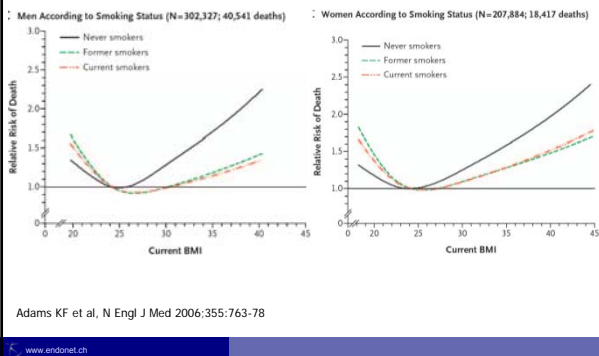 Men According to Smoking Status (N=302,327; 40,541 deaths)
3.0
2.5
2.0
1.5
1.0
0
Relative Risk of Death
Never smokers
Former smokers
Current smokers
0 20 25 30 35 40 45
Current BMI
Women According to Smoking Status (N=207,884; 18,417 deaths)
3.0
2.5
2.0
1.5
1.0
0
Relative Risk of Death
Never smokers
Former smokers
Current smokers
0 20 25 30 35 40 45
Current BMI
Adams KF et al, N Engl J Med 2006;355:763-78
www.endonet.ch